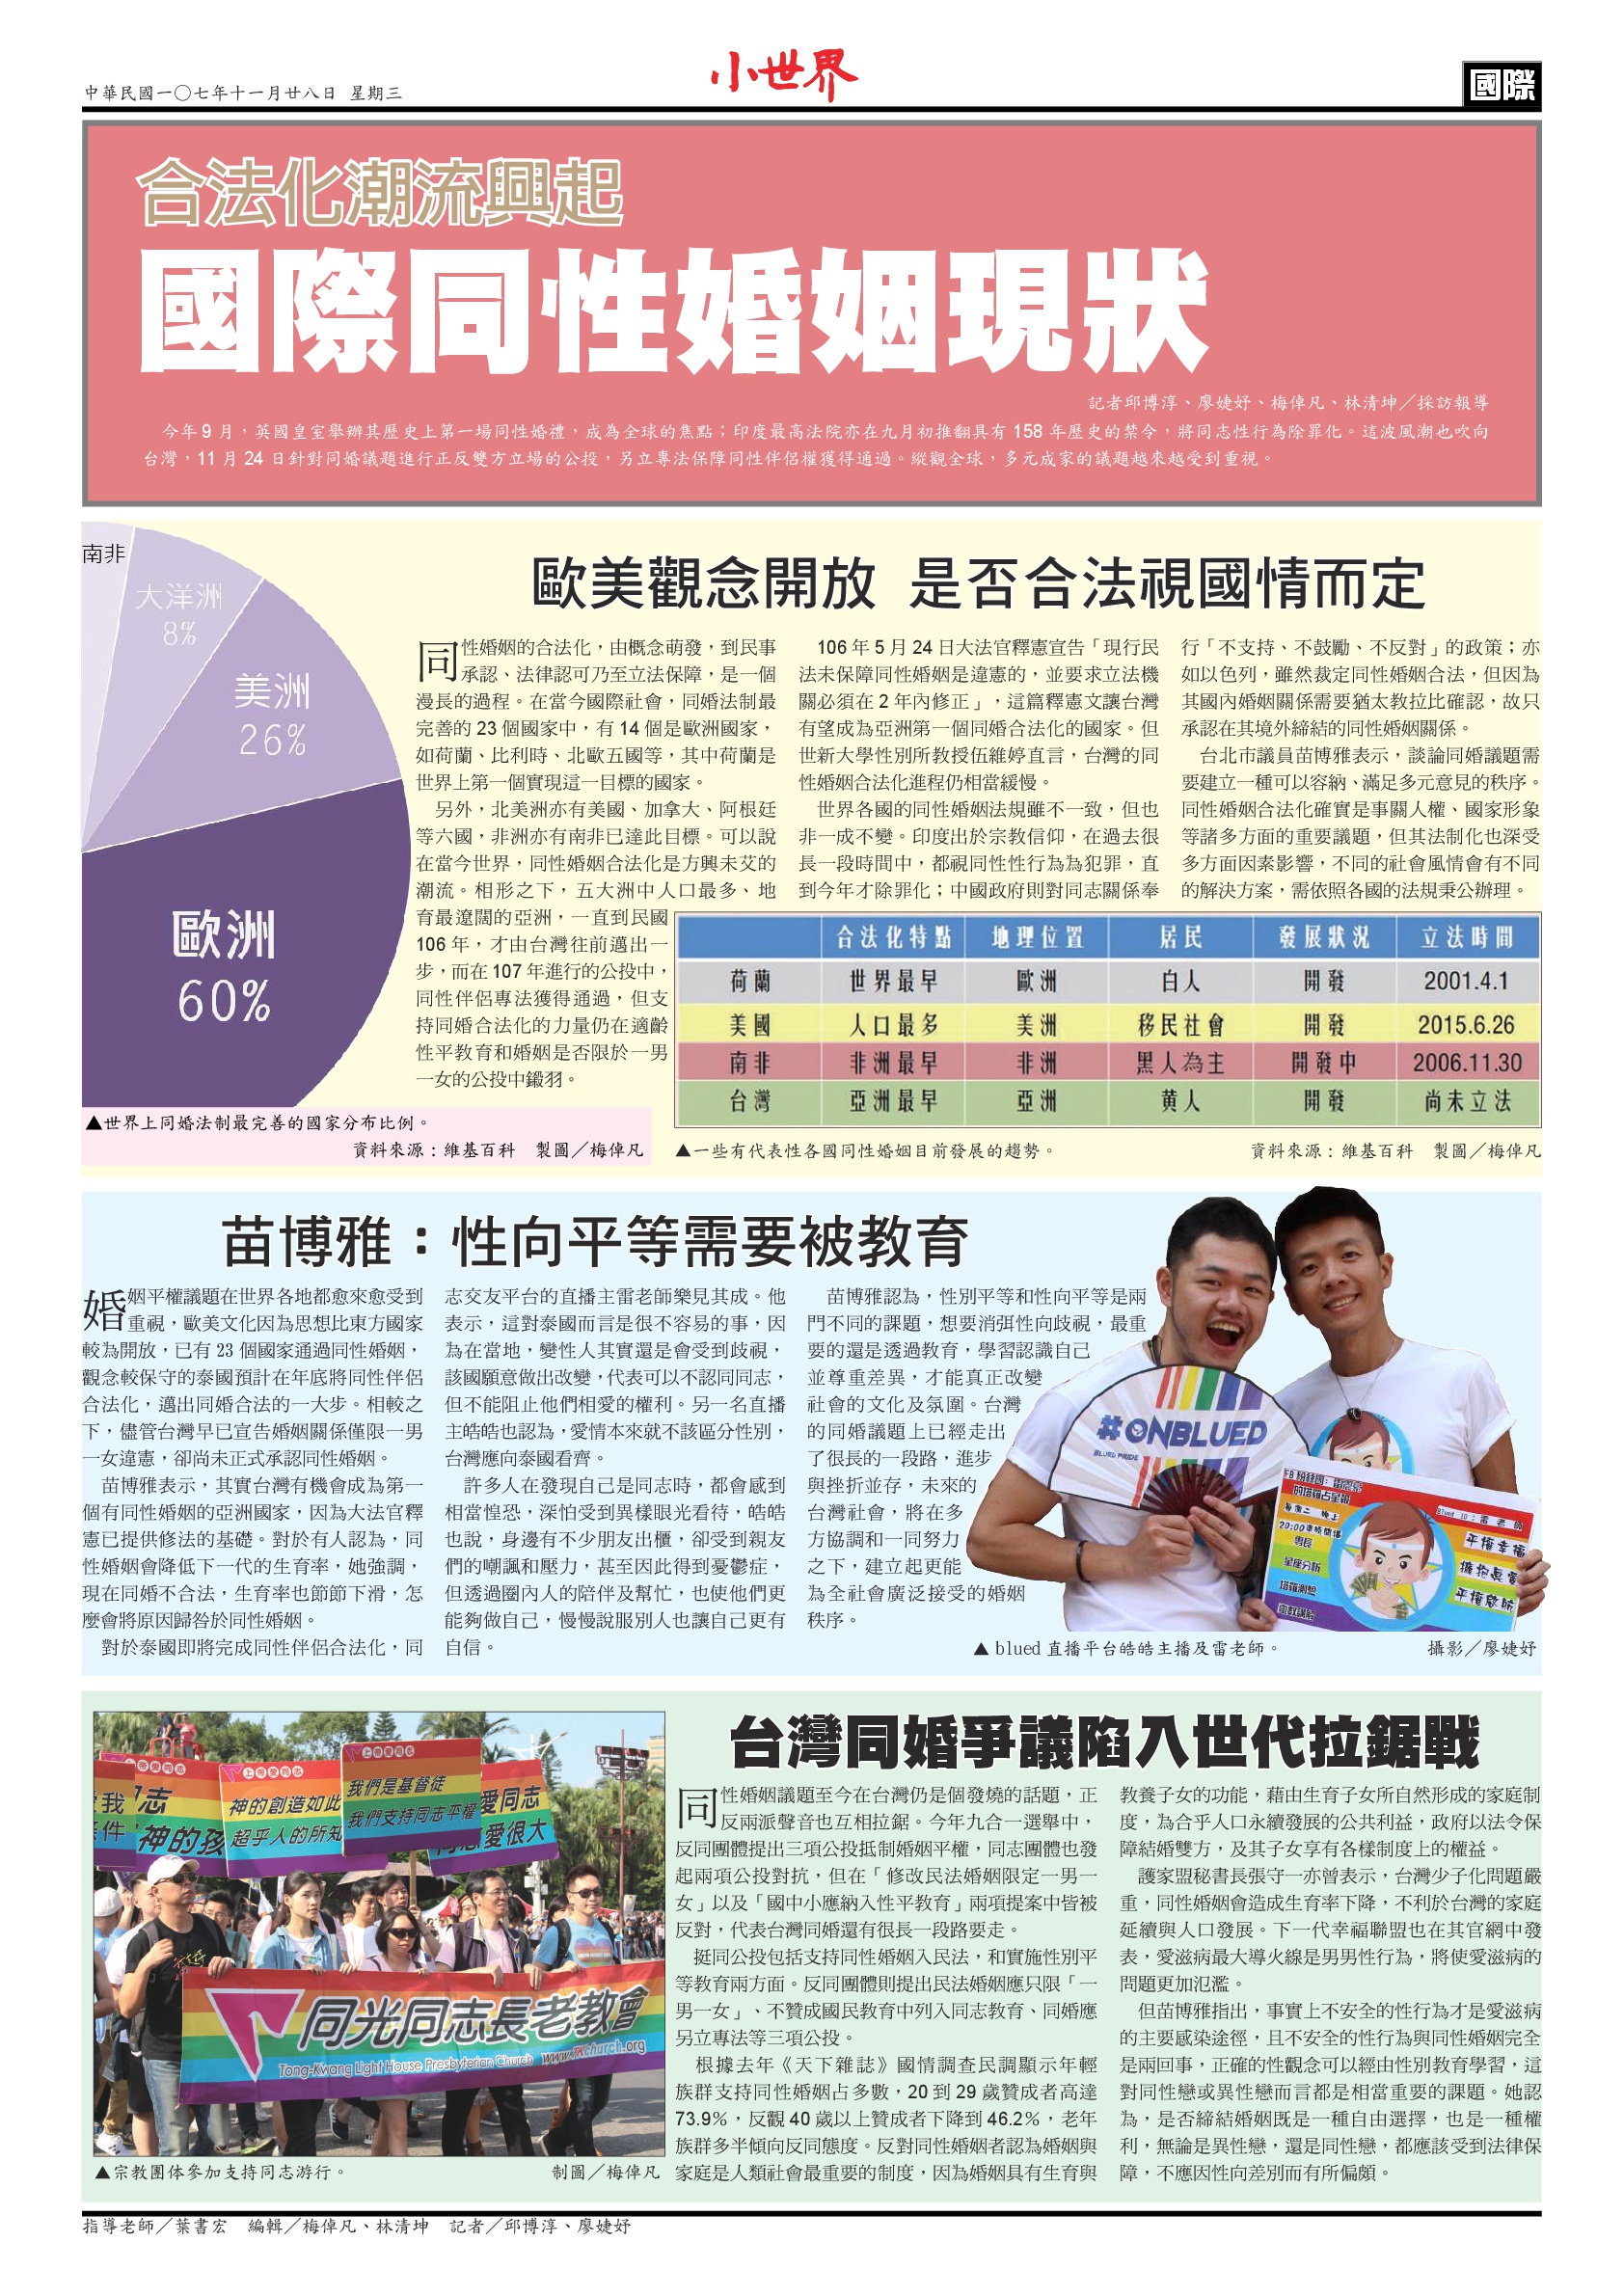 中華民國一〇七年十一月廿八日 星期三
小世界
國際
合法化潮流興起
國際同性婚姻現狀
記者邱博淳、廖婕妤、梅倬凡、林清坤／採訪報導
今年9月，英國皇室舉辦其歷史上第一場同性婚禮，成為全球的焦點；印度最高法院亦在九月初推翻具有158年歷史的禁令，將同志性行為除罪化。這波風潮也吹向
台灣，11月24日針對同婚議題進行正反雙方立場的公投，另立專法保障同性伴侶權獲得通過。縱觀全球，多元成家的議題越來越受到重視。
南非
大洋洲
8%
美洲
26%
歐洲
60%
▲世界上同婚法制最完善的國家分布比例。
資料來源：維基百科　製圖／梅倬凡
歐美觀念開放 是否合法視國情而定
同性婚姻的合法化，由概念萌發，到民事
承認、法律認可乃至立法保障，是一個
漫長的過程。在當今國際社會，同婚法制最
完善的23個國家中，有14個是歐洲國家，
如荷蘭、比利時、北歐五國等，其中荷蘭是
世界上第一個實現這一目標的國家。
另外，北美洲亦有美國、加拿大、阿根廷
等六國，非洲亦有南非已達此目標。可以說
在當今世界，同性婚姻合法化是方興未艾的
潮流。相形之下，五大洲中人口最多、地
育最遼闊的亞洲，一直到民國
106年，才由台灣往前邁出一
步，而在107年進行的公投中，
同性伴侶專法獲得通過，但支
持同婚合法化的力量仍在適齡
性平教育和婚姻是否限於一男
一女的公投中鎩羽。
106年5月24日大法官釋憲宣告「現行民
法未保障同性婚姻是違憲的，並要求立法機
關必須在2年內修正」，這篇釋憲文讓台灣
有望成為亞洲第一個同婚合法化的國家。但
世新大學性別所教授伍維婷直言，台灣的同
性婚姻合法化進程仍相當緩慢。
世界各國的同性婚姻法規雖不一致，但也
非一成不變。印度出於宗教信仰，在過去很
長一段時間中，都視同性性行為為犯罪，直
到今年才除罪化；中國政府則對同志關係奉
行「不支持、不鼓勵、不反對」的政策；亦
如以色列，雖然裁定同性婚姻合法，但因為
其國內婚姻關係需要猶太教拉比確認，故只
承認在其境外締結的同性婚姻關係。
台北市議員苗博雅表示，談論同婚議題需
要建立一種可以容納、滿足多元意見的秩序。
同性婚姻合法化確實是事關人權、國家形象
等諸多方面的重要議題，但其法制化也深受
多方面因素影響，不同的社會風情會有不同
的解決方案，需依照各國的法規秉公辦理。
合法化特點 地理位置 居民 發展狀況 立法時間
荷蘭 世界最早 歐洲 白人 開發 2001.4.1
美國 人口最多 美洲 移民社會 開發 2015.6.26
南非 非洲最早 非洲 黑人為主 開發中 2006.11.30
台灣 亞洲最早 亞洲 黃人 開發 尚未立法
▲一些有代表性各國同性婚姻目前發展的趨勢。
資料來源：維基百科　製圖／梅倬凡
苗博雅：性向平等需要被教育
婚姻平權議題在世界各地都愈來愈受到
重視，歐美文化因為思想比東方國家
較為開放，已有23個國家通過同性婚姻，
觀念較保守的泰國預計在年底將同性伴侶
合法化，邁出同婚合法的一大步。相較之
下，儘管台灣早已宣告婚姻關係僅限一男
一女違憲，卻尚未正式承認同性婚姻。
苗博雅表示，其實台灣有機會成為第一
個有同性婚姻的亞洲國家，因為大法官釋
憲已提供修法的基礎。對於有人認為，同
性婚姻會降低下一代的生育率，她強調，
現在同婚不合法，生育率也節節下滑，怎
麼會將原因歸咎於同性婚姻。
對於泰國即將完成同性伴侶合法化，同
志交友平台的直播主雷老師樂見其成。他
表示，這對泰國而言是很不容易的事，因
為在當地，變性人其實還是會受到歧視，
該國願意做出改變，代表可以不認同同志，
但不能阻止他們相愛的權利。另一名直播
主皓皓也認為，愛情本來就不該區分性別，
台灣應向泰國看齊。
許多人在發現自己是同志時，都會感到
相當惶恐，深怕受到異樣眼光看待，皓皓
也說，身邊有不少朋友出櫃，卻受到親友
們的嘲諷和壓力，甚至因此得到憂鬱症，
但透過圈內人的陪伴及幫忙，也使他們更
能夠做自己，慢慢說服別人也讓自己更有
自信。
苗博雅認為，性別平等和性向平等是兩
門不同的課題，想要消弭性向歧視，最重
要的還是透過教育，學習認識自己
並尊重差異，才能真正改變
社會的文化及氛圍。台灣
的同婚議題上已經走出
了很長的一段路，進步
與挫折並存，未來的
台灣社會，將在多
方協調和一同努力
之下，建立起更能
為全社會廣泛接受的婚姻
秩序。
#ONBLUED
BLUED PRIDE
的塔羅占星報
每週二 晚上
20:00準時開播
專長
星座分析
塔羅測驗
Blued ID：雷老師
平權幸福
擁抱真愛
▲ blued 直播平台皓皓主播及雷老師。
攝影／廖婕妤
上帝愛同志
神的創造如此
超乎人的所知
我們是基督徒
我們支持同志平權
愛同志
愛很大
同光同志長老教會
Tong-Kwang Light House Presbyterian Church www.TKchurch.org
▲宗教團体參加支持同志游行。
制圖／梅倬凡
台灣同婚爭議陷入世代拉鋸戰
同性婚姻議題至今在台灣仍是個發燒的話題，正
反兩派聲音也互相拉鋸。今年九合一選舉中，
反同團體提出三項公投抵制婚姻平權，同志團體也發
起兩項公投對抗，但在「修改民法婚姻限定一男一
女」以及「國中小應納入性平教育」兩項提案中皆被
反對，代表台灣同婚還有很長一段路要走。
挺同公投包括支持同性婚姻入民法，和實施性別平
等教育兩方面。反同團體則提出民法婚姻應只限「一
男一女」、不贊成國民教育中列入同志教育、同婚應
另立專法等三項公投。
根據去年《天下雜誌》國情調查民調顯示年輕
族群支持同性婚姻占多數，20到29歲贊成者高達
73.9%，反觀40歲以上贊成者下降到46.2%，老年
族群多半傾向反同態度。反對同性婚姻者認為婚姻與
家庭是人類社會最重要的制度，因為婚姻具有生育與
教養子女的功能，藉由生育子女所自然形成的家庭制
度，為合乎人口永續發展的公共利益，政府以法令保
障結婚雙方，及其子女享有各樣制度上的權益。
護家盟秘書長張守一亦曾表示，台灣少子化問題嚴
重，同性婚姻會造成生育率下降，不利於台灣的家庭
延續與人口發展。下一代幸福聯盟也在其官網中發
表，愛滋病最大導火線是男男性行為，將使愛滋病的
問題更加氾濫。
但苗博雅指出，事實上不安全的性行為才是愛滋病
的主要感染途徑，且不安全的性行為與同性婚姻完全
是兩回事，正確的性觀念可以經由性別教育學習，這
對同性戀或異性戀而言都是相當重要的課題。她認
為，是否締結婚姻既是一種自由選擇，也是一種權
利，無論是異性戀，還是同性戀，都應該受到法律保
障，不應因性向差別而有所偏頗。
指導老師／葉書宏　編輯／梅倬凡、林清坤　記者／邱博淳、廖婕妤